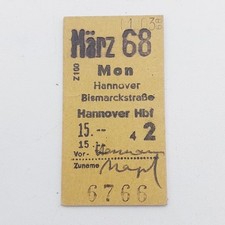 März 68
Mon
Hannover
Bismarckstraße
Hannover Hbf
15.-- 4 2
15.--
Vor-
Zuname
6766